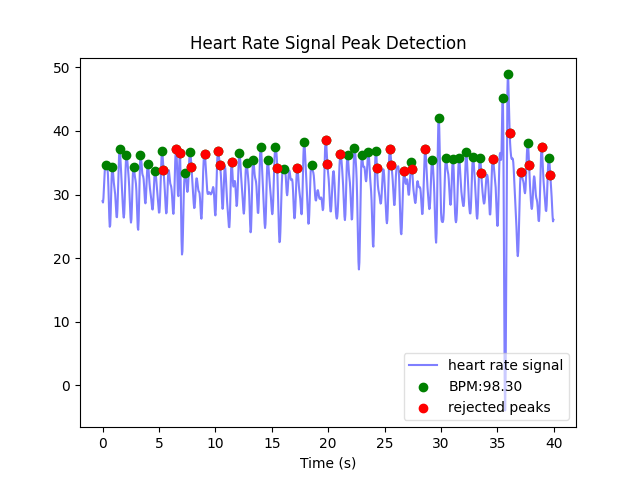 Heart Rate Signal Peak Detection
50
40
30
20
10
0
heart rate signal
BPM:98.30
rejected peaks
0 5 10 15 20 25 30 35 40
Time (s)